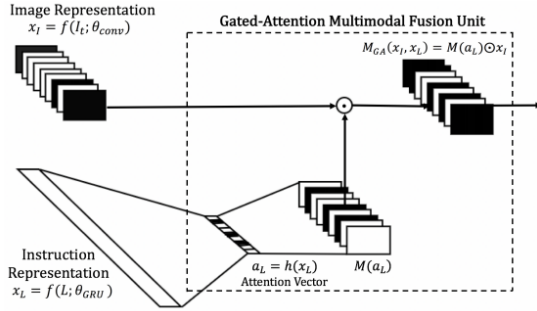 Image Representation
x_I = f(I_t; θ_conv)
Gated-Attention Multimodal Fusion Unit
M_GA(x_I, x_L) = M(a_L)⊙x_I
Instruction
Representation
x_L = f(L; θ_GRU)
a_L = h(x_L)
Attention Vector
M(a_L)